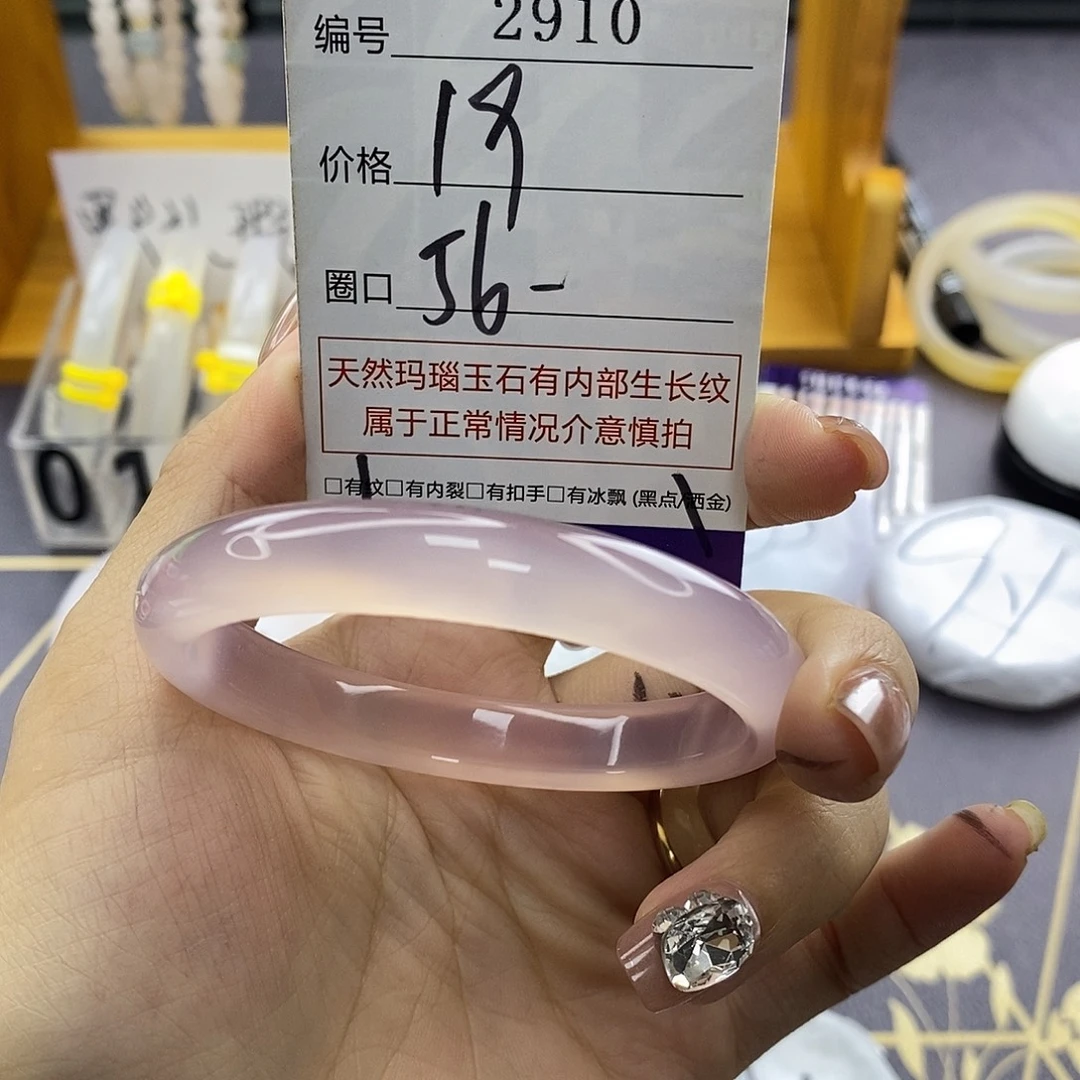 编号 2910
价格
圈口 56-
天然玛瑙玉石有内部生长纹
属于正常情况介意慎拍
□有纹□有内裂□有扣手□有冰飘 (黑点/洒金)
01